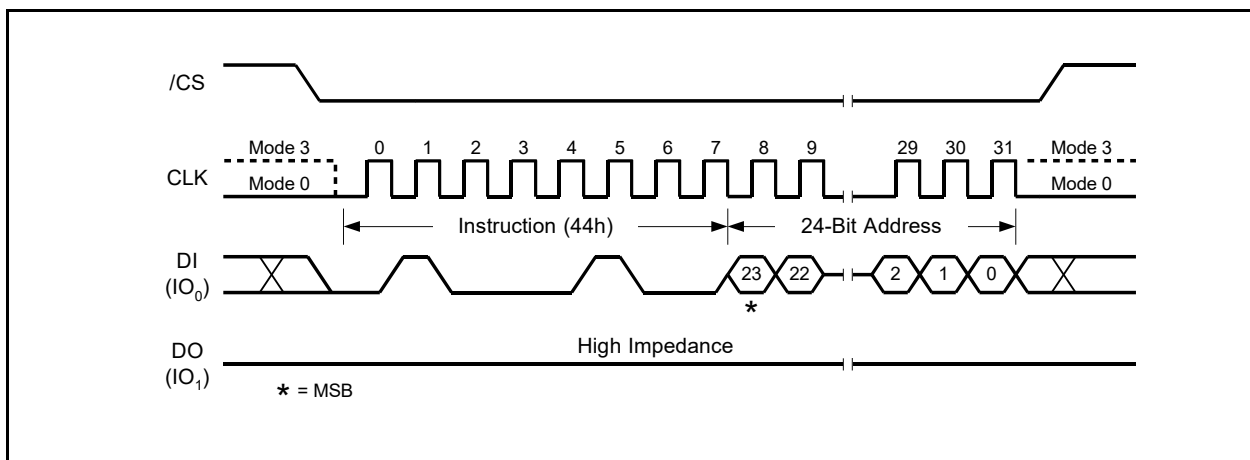 /CS
Mode 3 0 1 2 3 4 5 6 7 8 9 29 30 31 Mode 3
CLK Mode 0 Mode 0
Instruction (44h) 24-Bit Address
DI 23 22 2 1 0
(IO₀) *
High Impedance
DO
(IO₁)
* = MSB